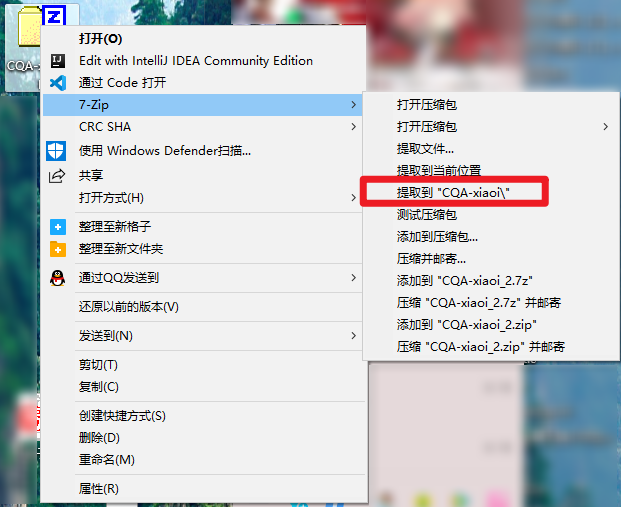 CQA-
打开(O)
Edit with IntelliJ IDEA Community Edition
通过 Code 打开
7-Zip
CRC SHA
使用 Windows Defender扫描...
共享
打开方式(H)
整理至新格子
整理至新文件夹
通过QQ发送到
还原以前的版本(V)
发送到(N)
剪切(T)
复制(C)
创建快捷方式(S)
删除(D)
重命名(M)
属性(R)
打开压缩包
打开压缩包
提取文件...
提取到当前位置
提取到 "CQA-xiaoi\"
测试压缩包
添加到压缩包...
压缩并邮寄...
添加到 "CQA-xiaoi_2.7z"
压缩 "CQA-xiaoi_2.7z" 并邮寄
添加到 "CQA-xiaoi_2.zip"
压缩 "CQA-xiaoi_2.zip" 并邮寄